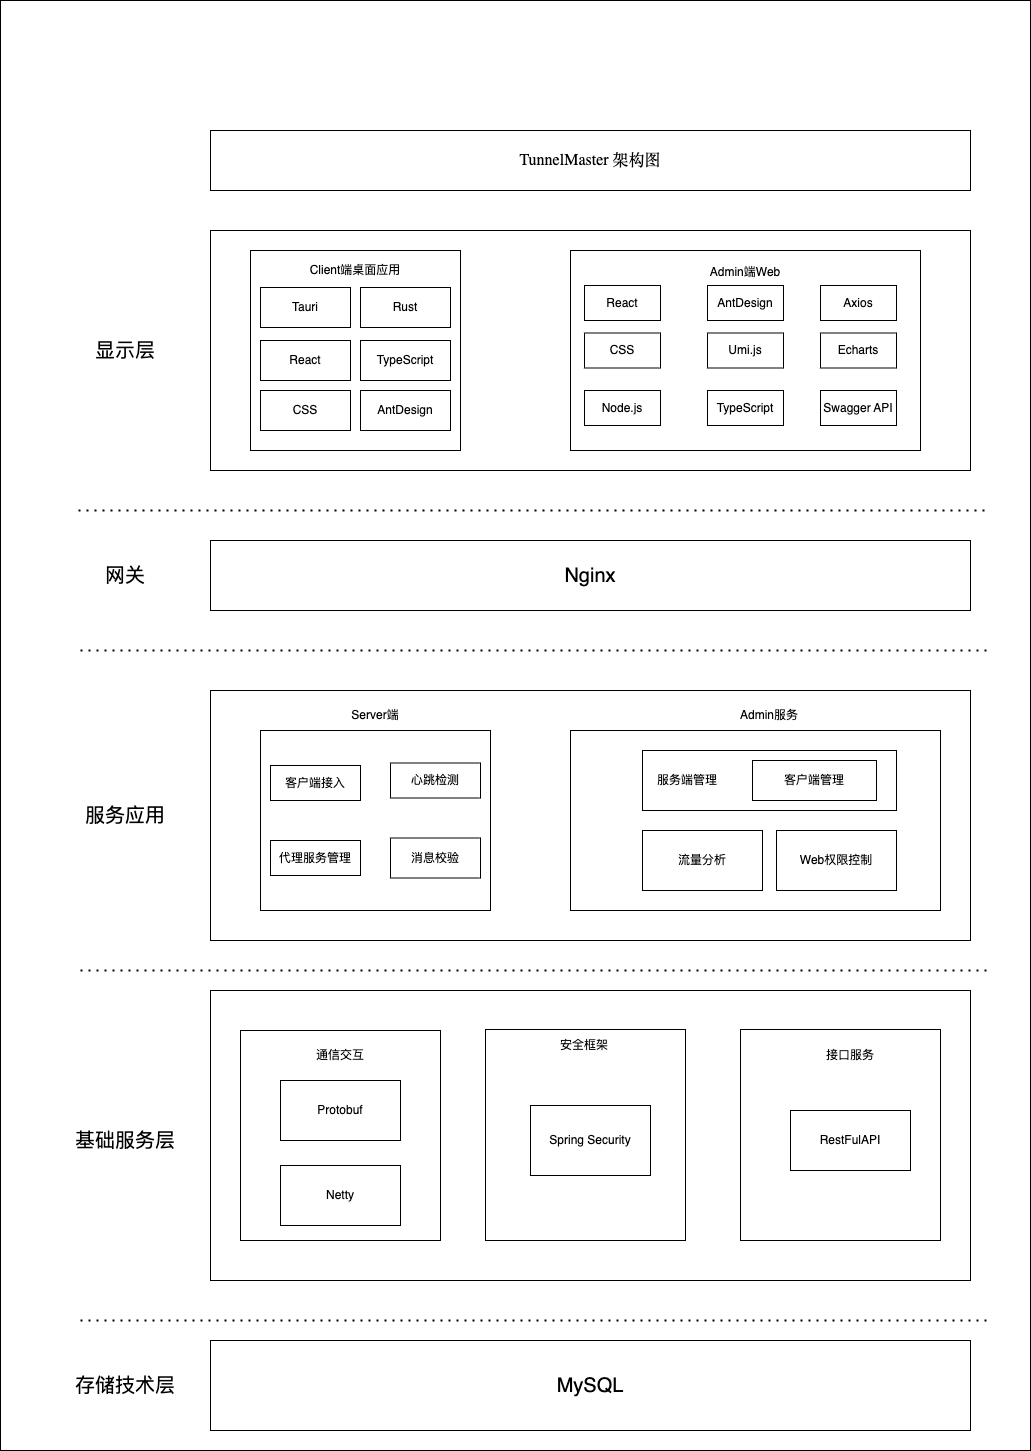 TunnelMaster 架构图
显示层
Client端桌面应用
Tauri
Rust
React
TypeScript
CSS
AntDesign
Admin端Web
React
AntDesign
Axios
CSS
Umi.js
Echarts
Node.js
TypeScript
Swagger API
网关
Nginx
服务应用
Server端
客户端接入
心跳检测
代理服务管理
消息校验
Admin服务
服务端管理
客户端管理
流量分析
Web权限控制
基础服务层
通信交互
Protobuf
Netty
安全框架
Spring Security
接口服务
RestFulAPI
存储技术层
MySQL